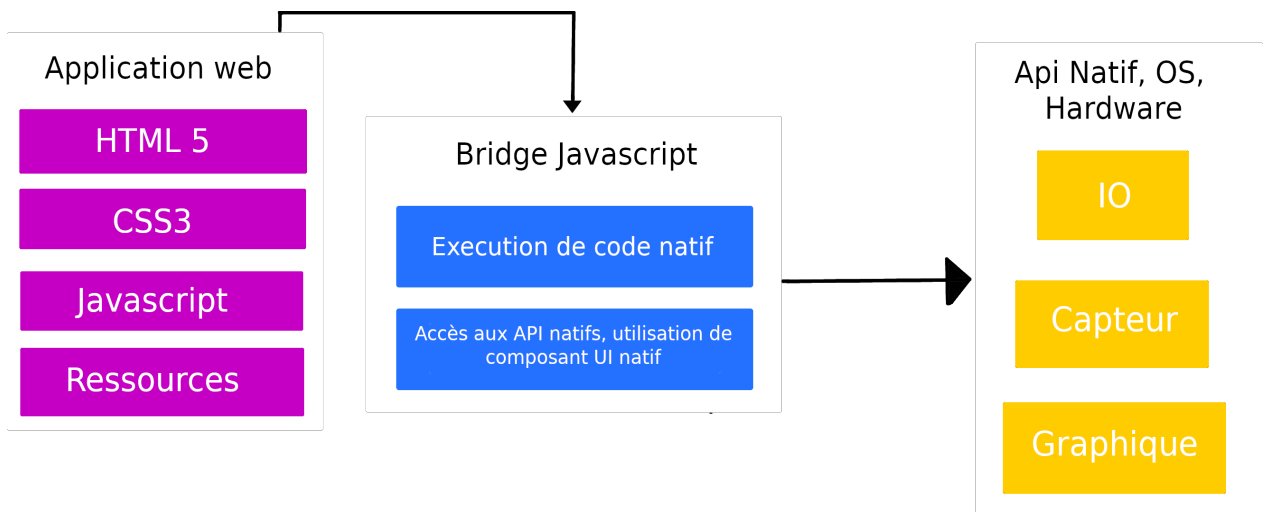 Application web
HTML 5
CSS3
Javascript
Ressources
Bridge Javascript
Execution de code natif
Accès aux API natifs, utilisation de
composant UI natif
Api Natif, OS,
Hardware
IO
Capteur
Graphique